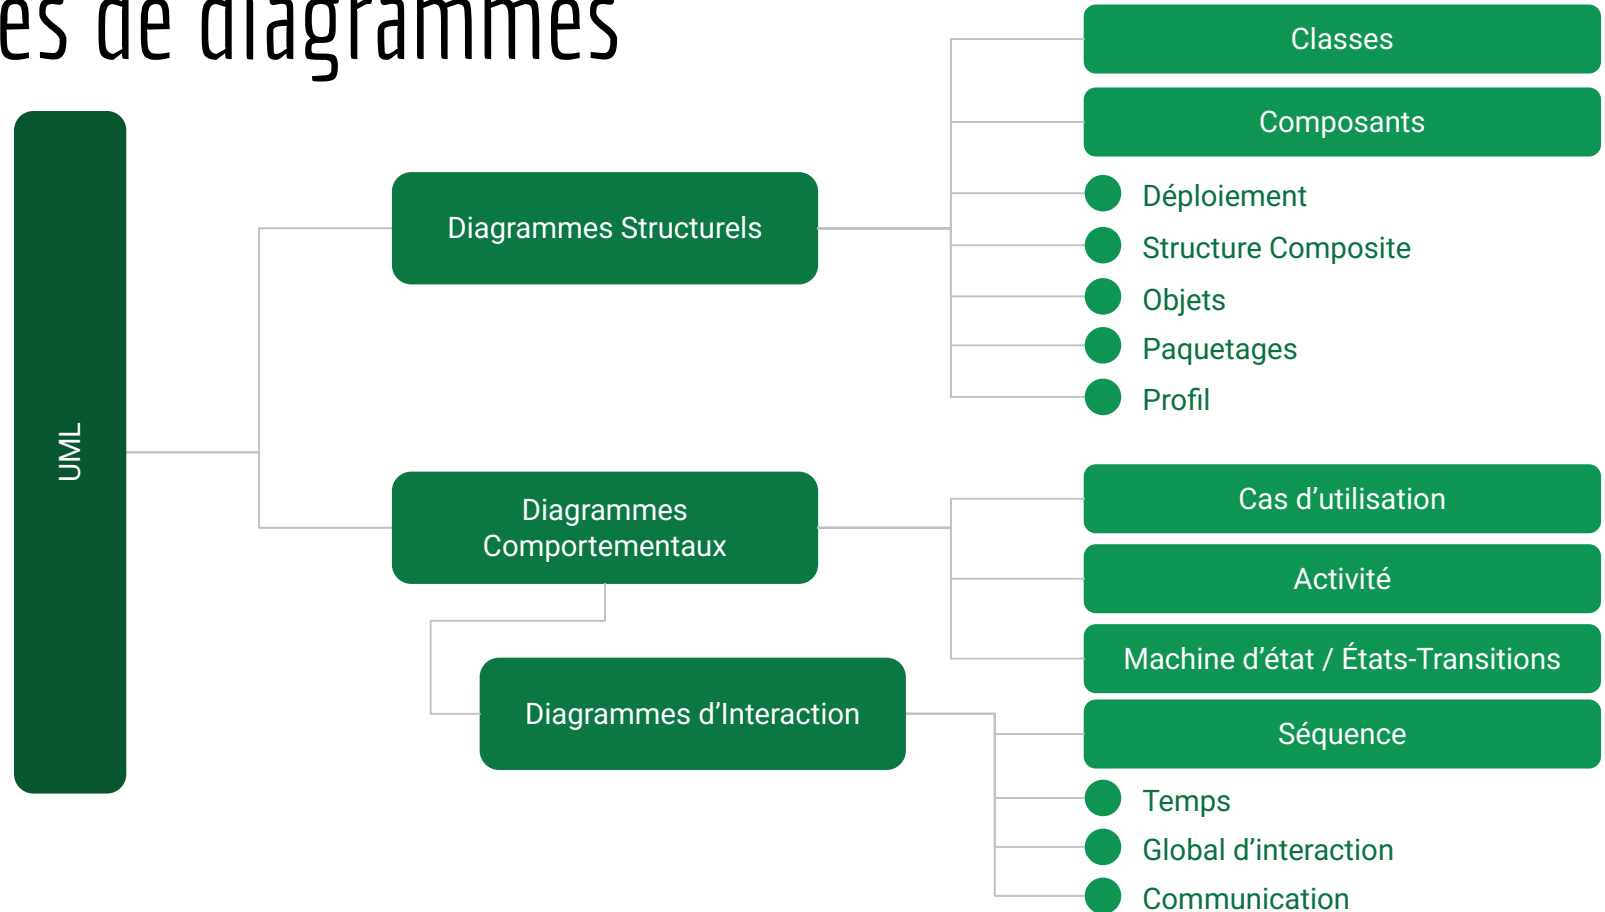 es de diagrammes
UML
Diagrammes Structurels
Classes
Composants
Déploiement
Structure Composite
Objets
Paquetages
Profil
Diagrammes
Comportementaux
Cas d’utilisation
Activité
Machine d’état / États-Transitions
Diagrammes d’Interaction
Séquence
Temps
Global d’interaction
Communication